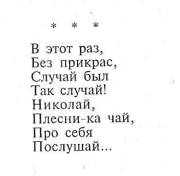 * * *
В этот раз,
Без прикрас,
Случай был
Так случай!
Николай,
Плесни-ка чай,
Про себя
Послушай...